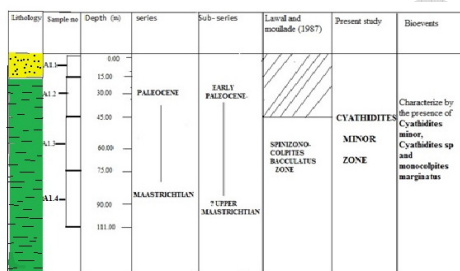 Lithology Sample no Depth (m) series Sub- series Lawal and moullade (1987) Present study Bioevents
0.00
A1.1
15.00
A1.2 30.00 PALEOCENE EARLY PALEOCENE-
45.00
CYATHIDITES MINOR ZONE
Characterize by the presence of Cyathidites minor, Cyathidites sp and monocolpites marginatus
A1.3 60.00 SPINIZONO- COLPITES BACCULATUS ZONE
75.00
A1.4 90.00 MAASTRICHTIAN ? UPPER MAASTRICHTIAN
111.00